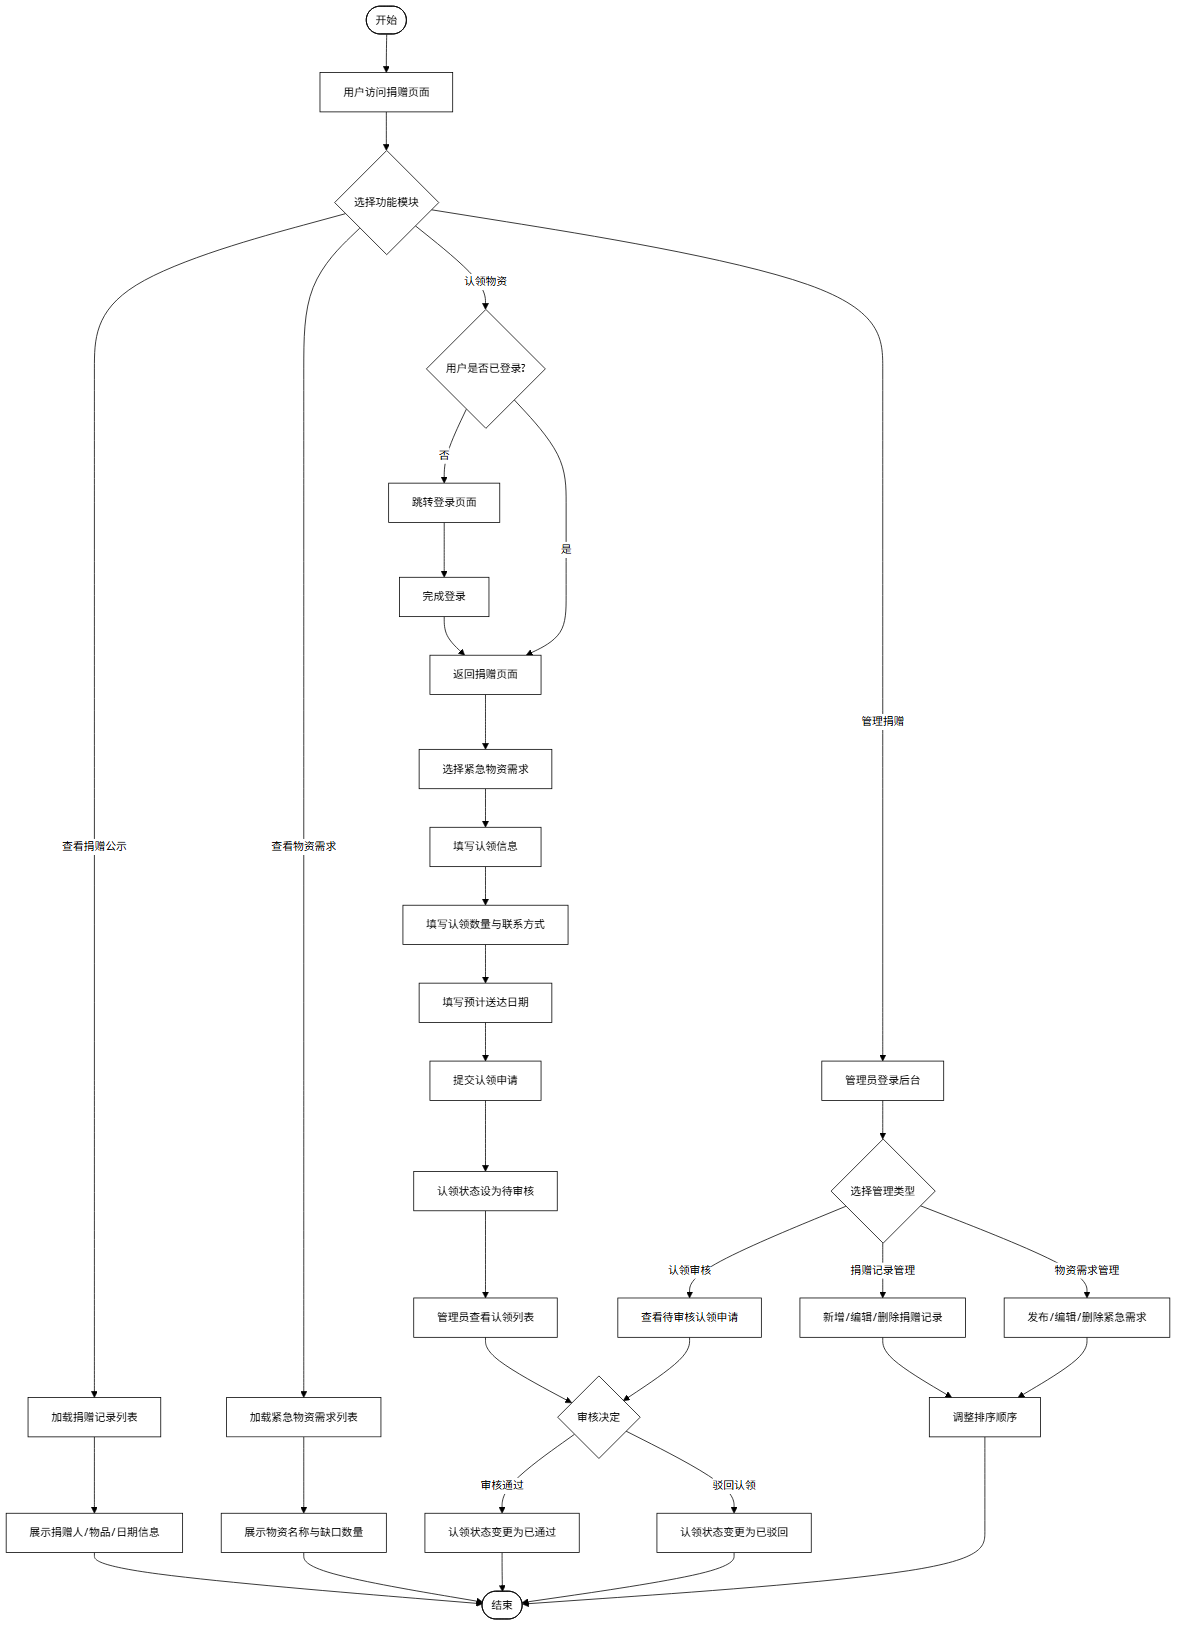 开始
用户访问捐赠页面
选择功能模块
认领物资
用户是否已登录?
否
跳转登录页面
是
完成登录
返回捐赠页面
管理捐赠
选择紧急物资需求
查看捐赠公示
查看物资需求
填写认领信息
填写认领数量与联系方式
填写预计送达日期
提交认领申请
管理员登录后台
认领状态设为待审核
选择管理类型
认领审核
捐赠记录管理
物资需求管理
管理员查看认领列表
查看待审核认领申请
新增/编辑/删除捐赠记录
发布/编辑/删除紧急需求
加载捐赠记录列表
加载紧急物资需求列表
审核决定
调整排序顺序
审核通过
驳回认领
展示捐赠人/物品/日期信息
展示物资名称与缺口数量
认领状态变更为已通过
认领状态变更为已驳回
结束